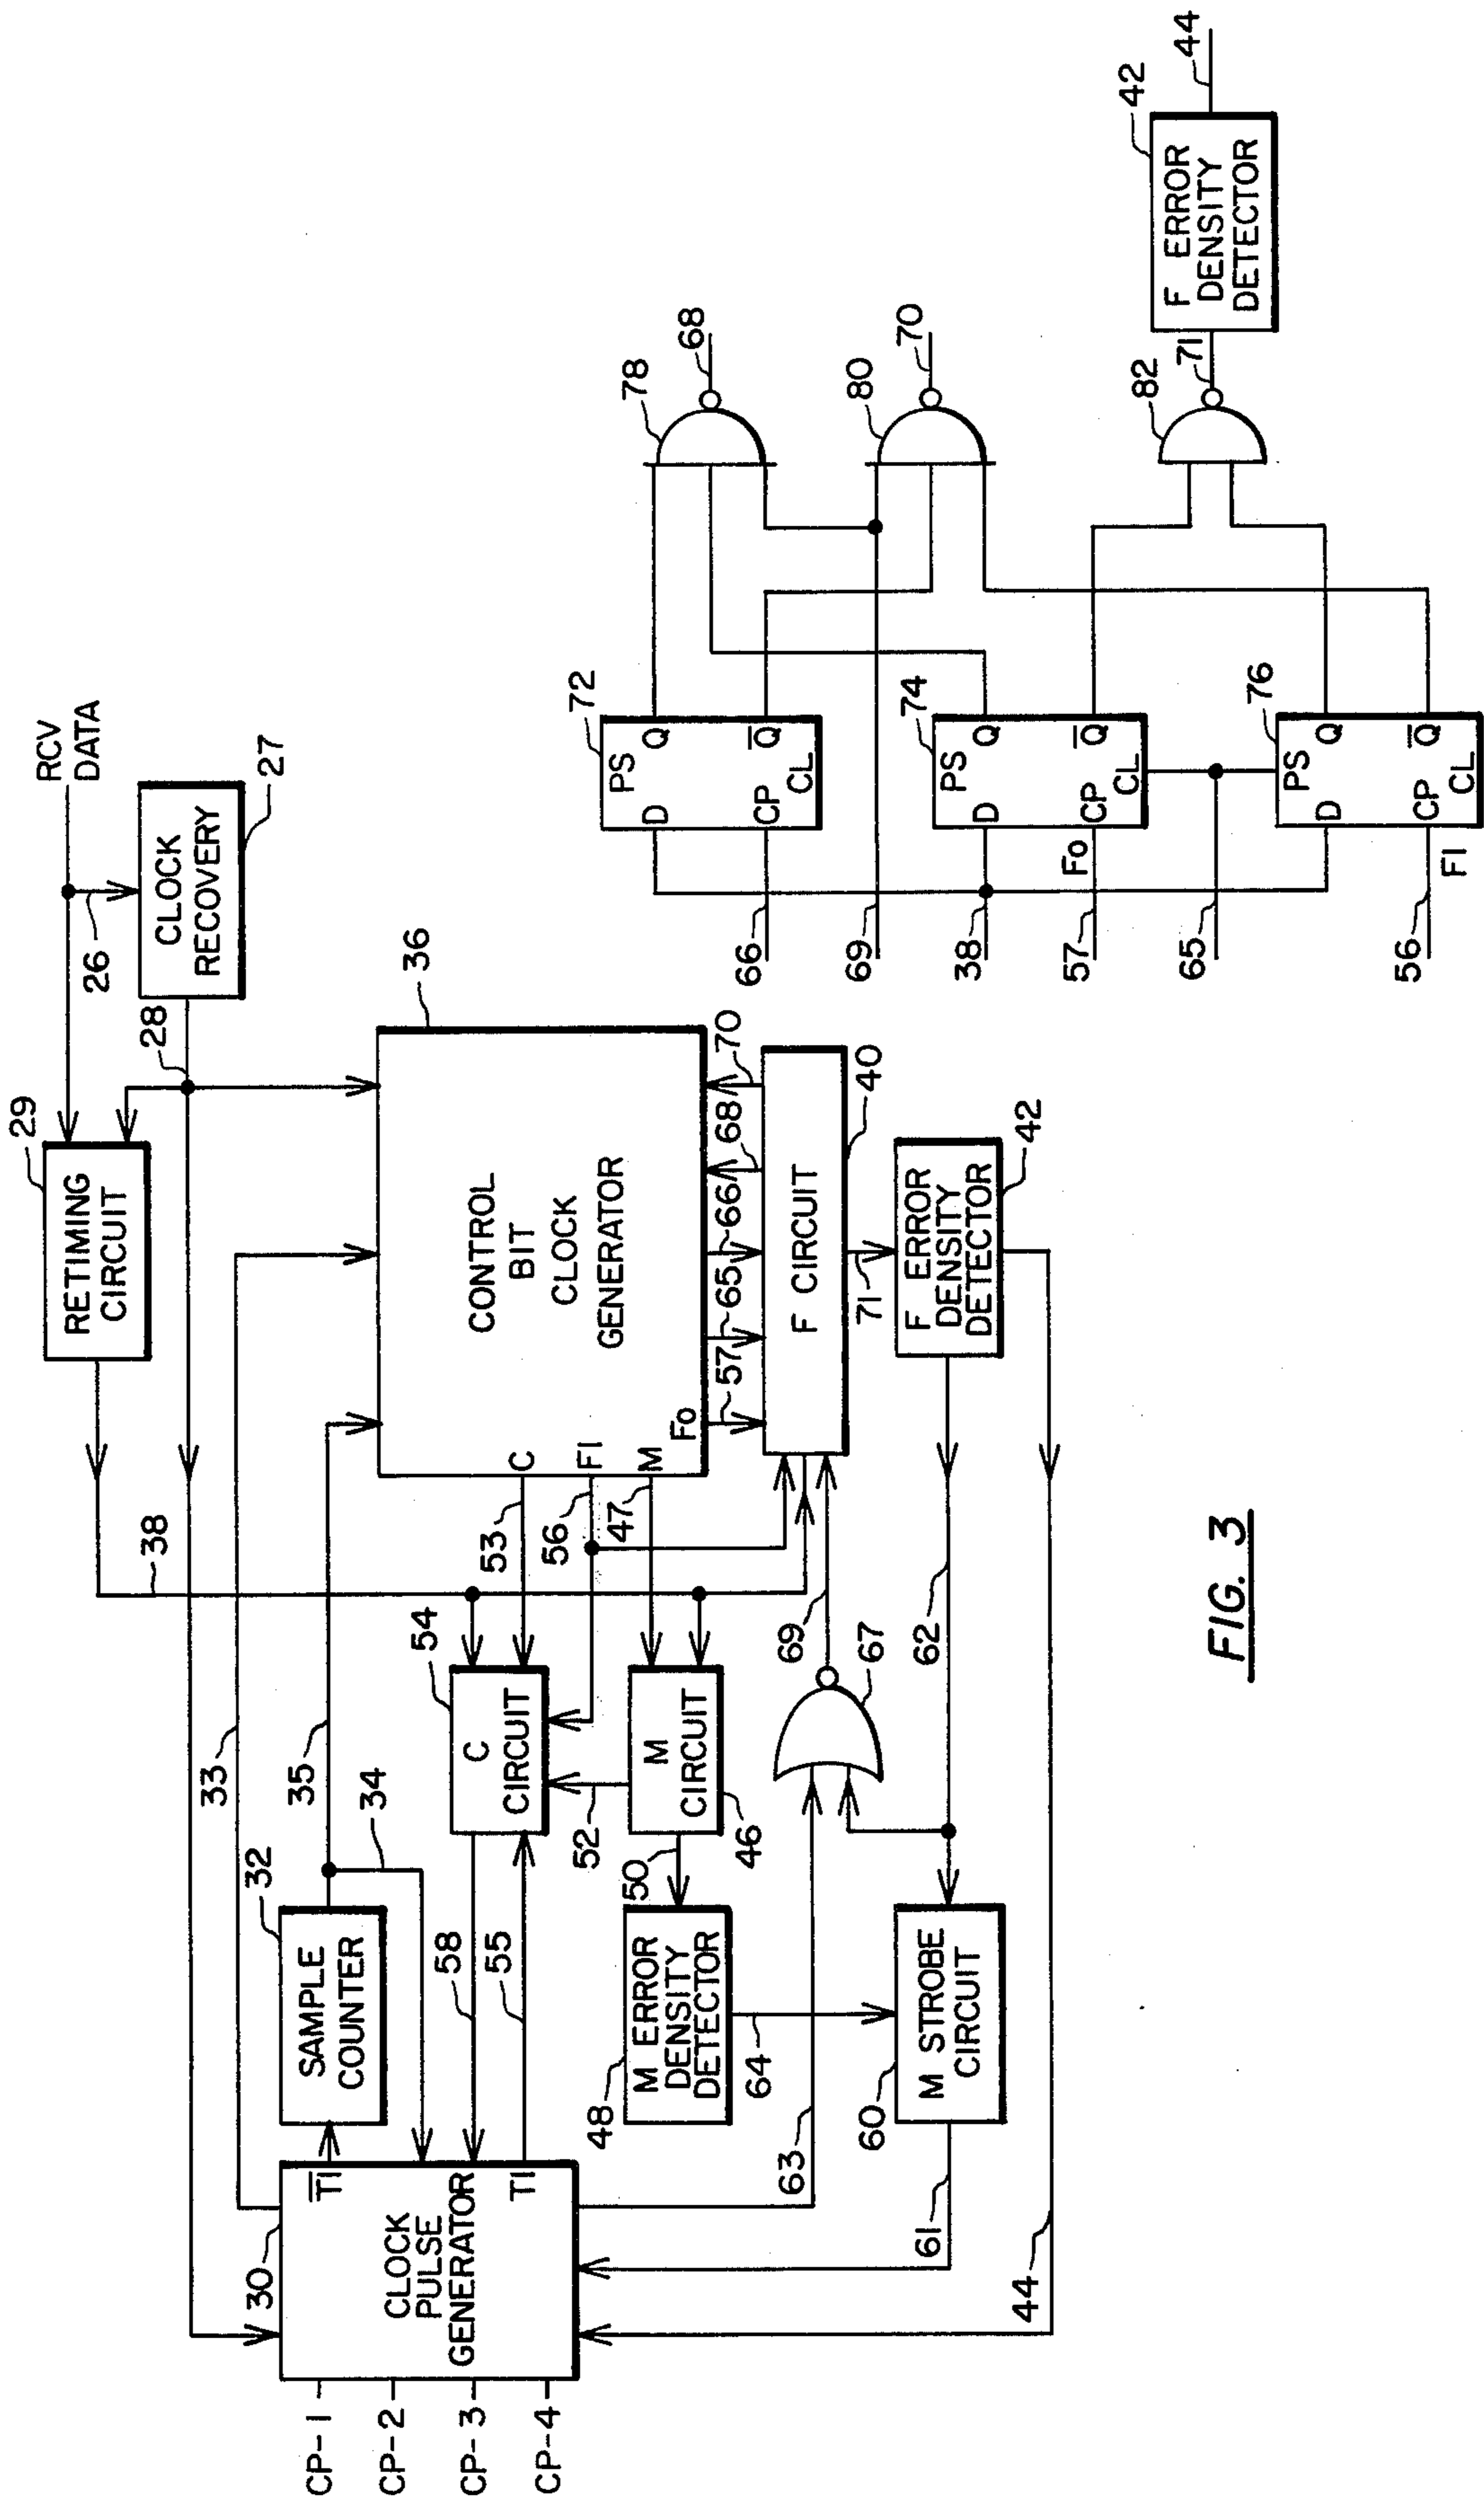 RCV
DATA
26
CLOCK
RECOVERY
27
28
29
RETIMING
CIRCUIT
38
33
35
34
32
SAMPLE
COUNTER
30
CLOCK
PULSE
GENERATOR
T̅1̅
T1
CP-1
CP-2
CP-3
CP-4
36
CONTROL
BIT
CLOCK
GENERATOR
C
F1
M
Fo
53
56
47
57
65
66
68
70
54
C
CIRCUIT
58
55
52
M
CIRCUIT
46
50
48
M ERROR
DENSITY
DETECTOR
64
60
M STROBE
CIRCUIT
61
62
63
67
69
F CIRCUIT
40
71
F ERROR
DENSITY
DETECTOR
42
44
72
PS
D
Q
CP
Q̅
CL
66
69
38
74
PS
D
Q
Fo
CP
Q̅
CL
57
65
76
PS
D
Q
CP
Q̅
CL
56
F1
78
68
80
70
82
71
F ERROR
DENSITY
DETECTOR
42
44
FIG. 3